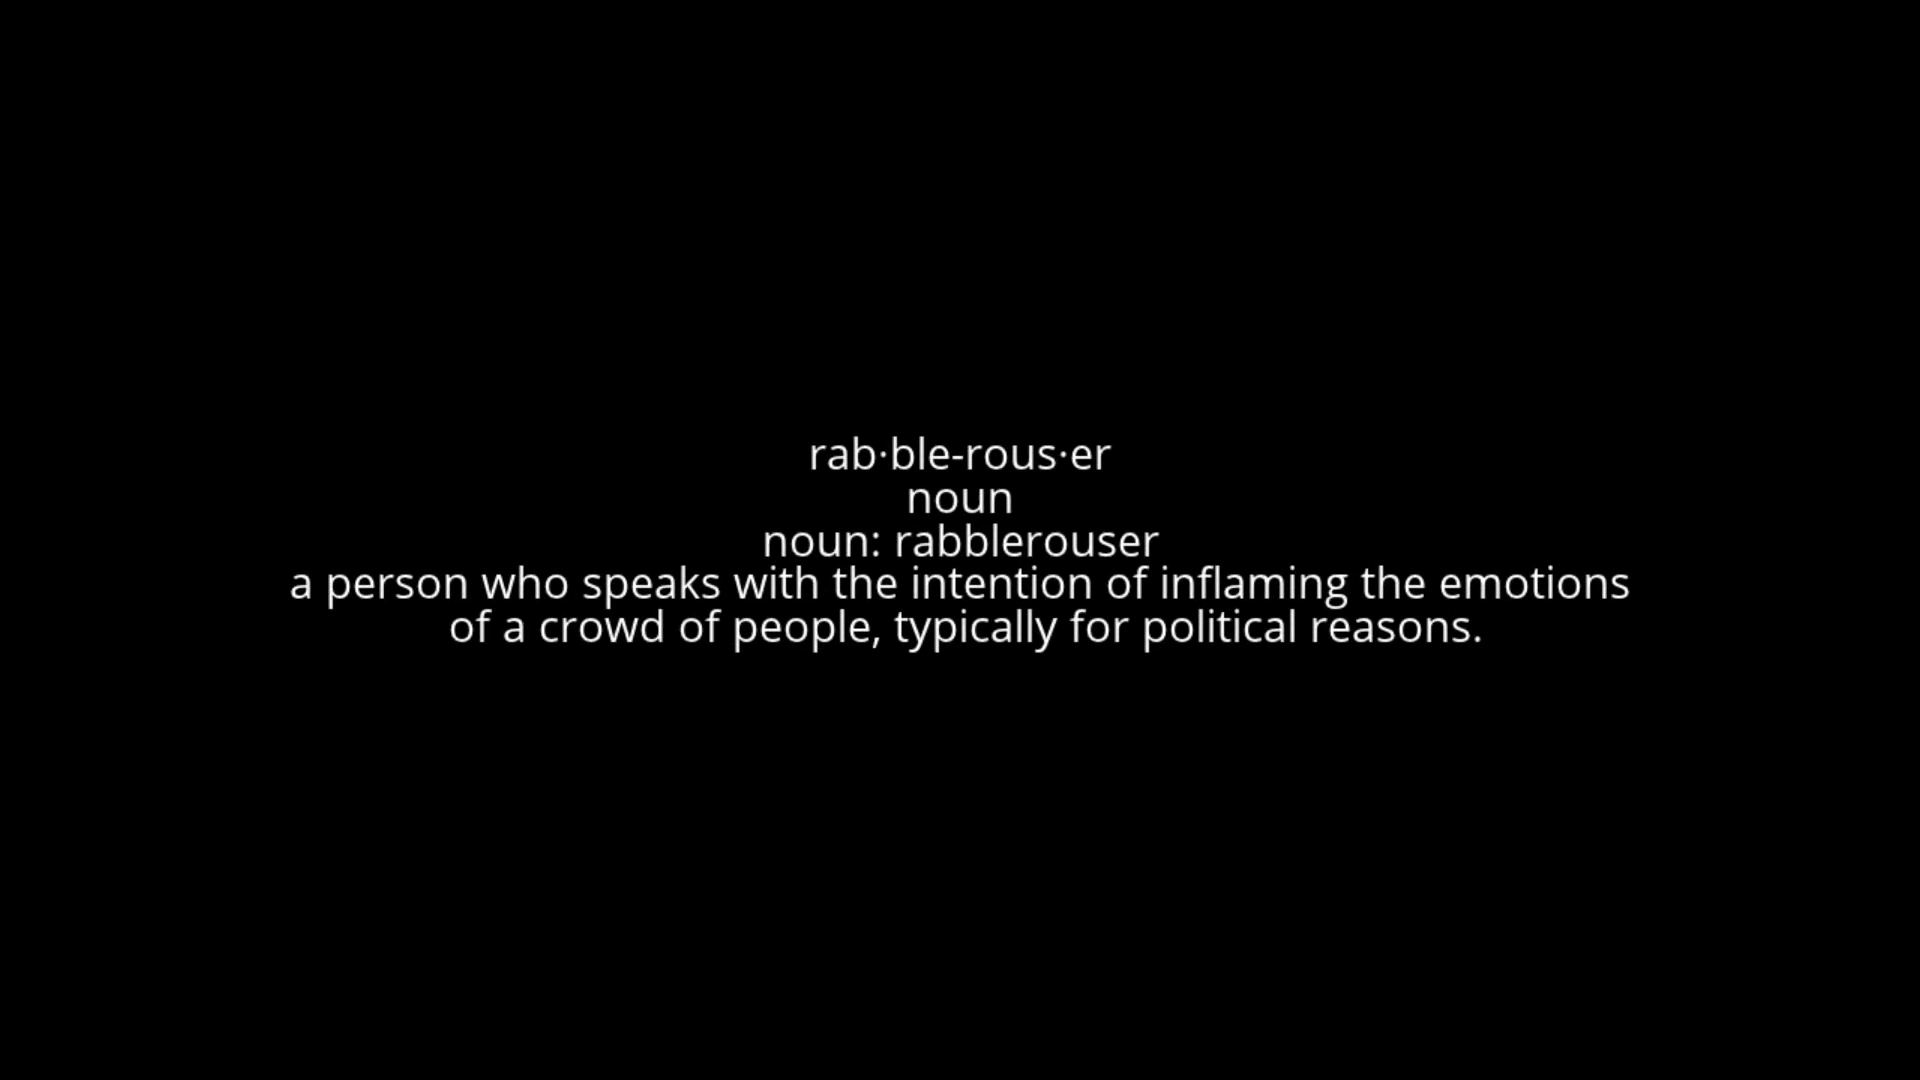 rab·ble-rous·er
noun
noun: rabblerouser
a person who speaks with the intention of inflaming the emotions
of a crowd of people, typically for political reasons.